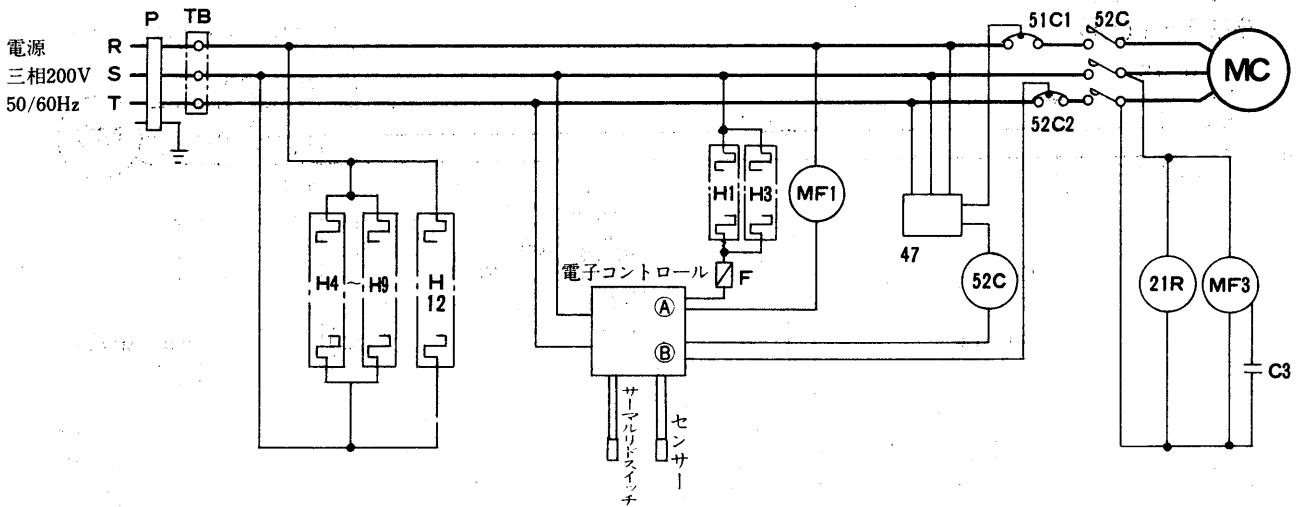 P TB
51C1 52C
電源 R
三相200V S
50/60Hz T
MC
52C2
H1 H3
MF1
47
電子コントロール F
H4 ~ H9 H 12
52C
21R MF3
A
B
C3
サーマルリードスイッチ
センサー